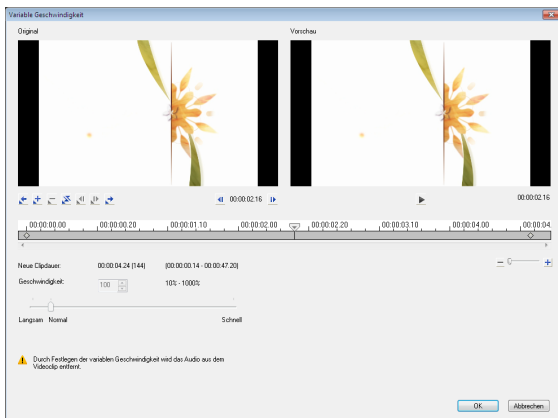 Variable Geschwindigkeit
Original Vorschau
00:00:02.16 00:00:02.16
00:00:00.00 00:00:00.20 00:00:01.10 00:00:02.00 00:00:02.20 00:00:03.10 00:00:04.00 00:00:04.
Neue Clipdauer: 00:00:04.24 (144) (00:00:00.14 - 00:00:47.20)
Geschwindigkeit: 100 10% - 1000%
Langsam Normal Schnell
Durch Festlegen der variablen Geschwindigkeit wird das Audio aus dem
Videoclip entfernt.
OK Abbrechen